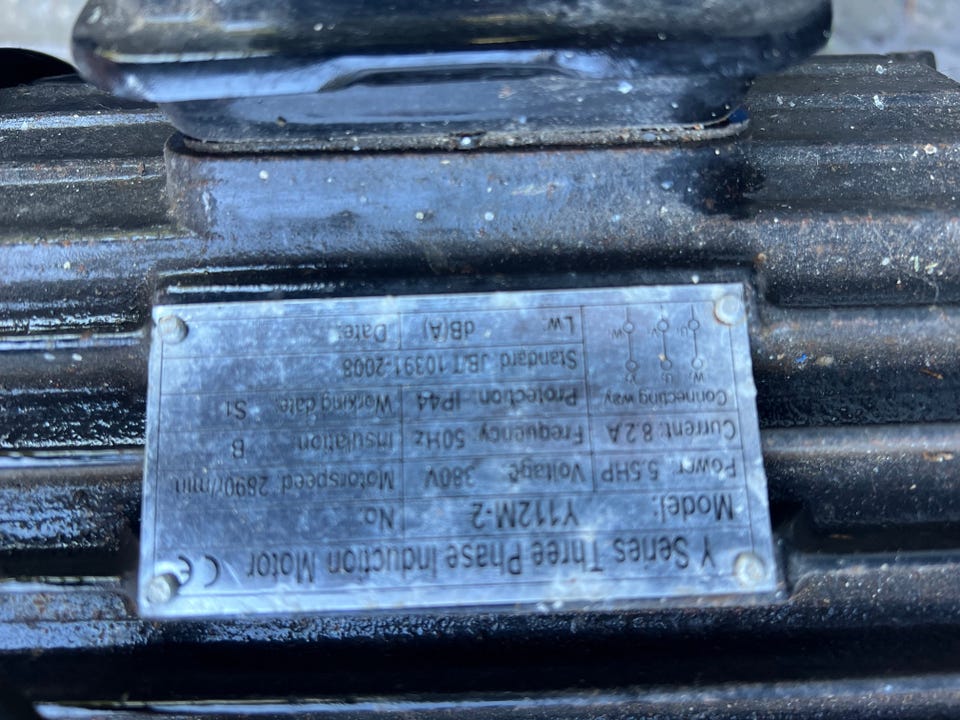 Y Series Three Phase Induction Motor CE
Model: Y112M-2 No.
Power: 5.5HP Voltage 380V Motorspeed 2890r/min
Current: 8.2A Frequency 50Hz Insulation B
Connecting way Protection IP44 Working date: S1
Standard JB/T 10391-2008
Lw dB(A) Date: